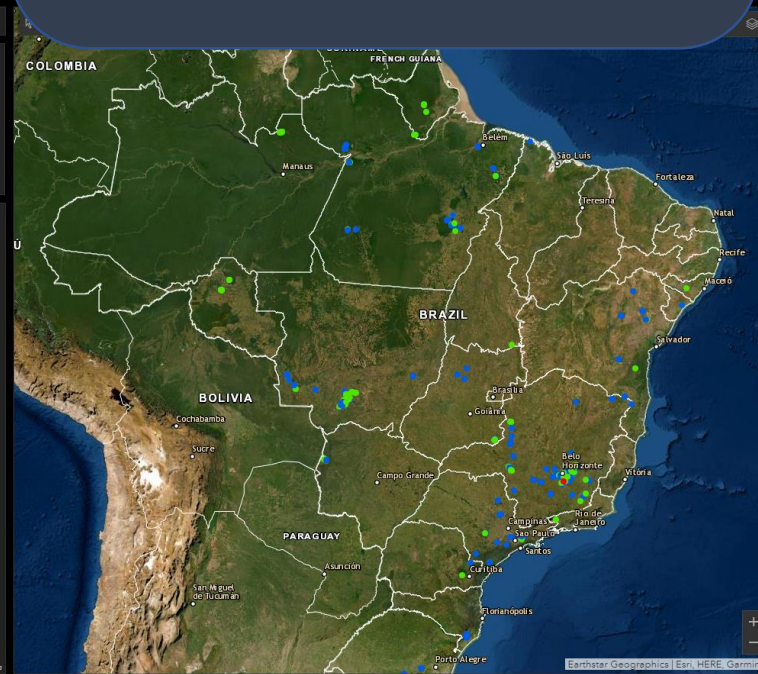 FRENCH GUIANA
COLOMBIA
Belém
São Luís
Manaus
Fortaleza
Teresina
Natal
Ú
Recife
Maceió
BRAZIL
Salvador
BOLIVIA
Brasília
Goiânia
Cochabamba
Sucre
Belo
Horizonte
Vitória
Campo Grande
Rio de
Janeiro
Campinas
São Paulo
PARAGUAY
Santos
Asunción
Curitiba
San Miguel
de Tucumán
Florianópolis
Porto Alegre
Earthstar Geographics | Esri, HERE, Garmin